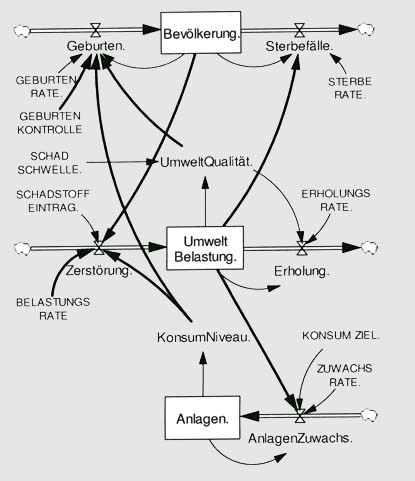 Bevölkerung.
Geburten.
Sterbefälle.
GEBURTEN
RATE.
STERBE
RATE.
GEBURTEN
KONTROLLE
SCHAD
SCHWELLE.
UmweltQualität.
SCHADSTOFF
EINTRAG.
ERHOLUNGS
RATE.
Umwelt
Belastung.
Zerstörung.
Erholung.
BELASTUNGS
RATE
KonsumNiveau.
KONSUM ZIEL.
ZUWACHS
RATE.
Anlagen.
AnlagenZuwachs.